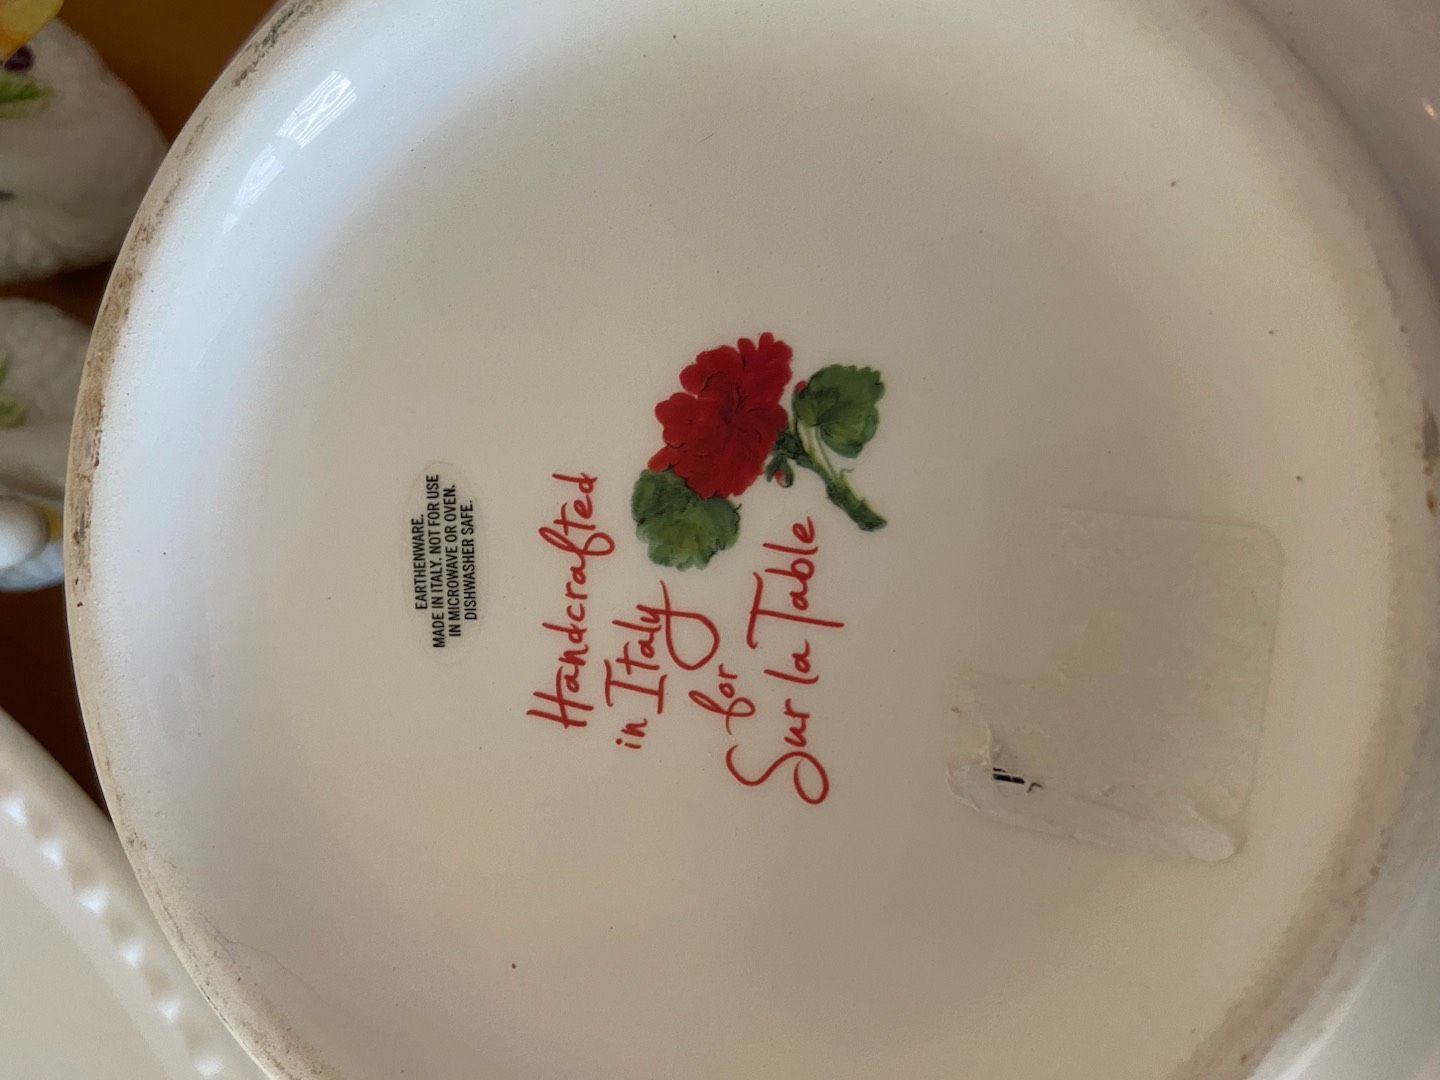 EARTHENWARE.
MADE IN ITALY. NOT FOR USE
IN MICROWAVE OR OVEN.
DISHWASHER SAFE.
Handcrafted
in Italy
for
Sur la Table